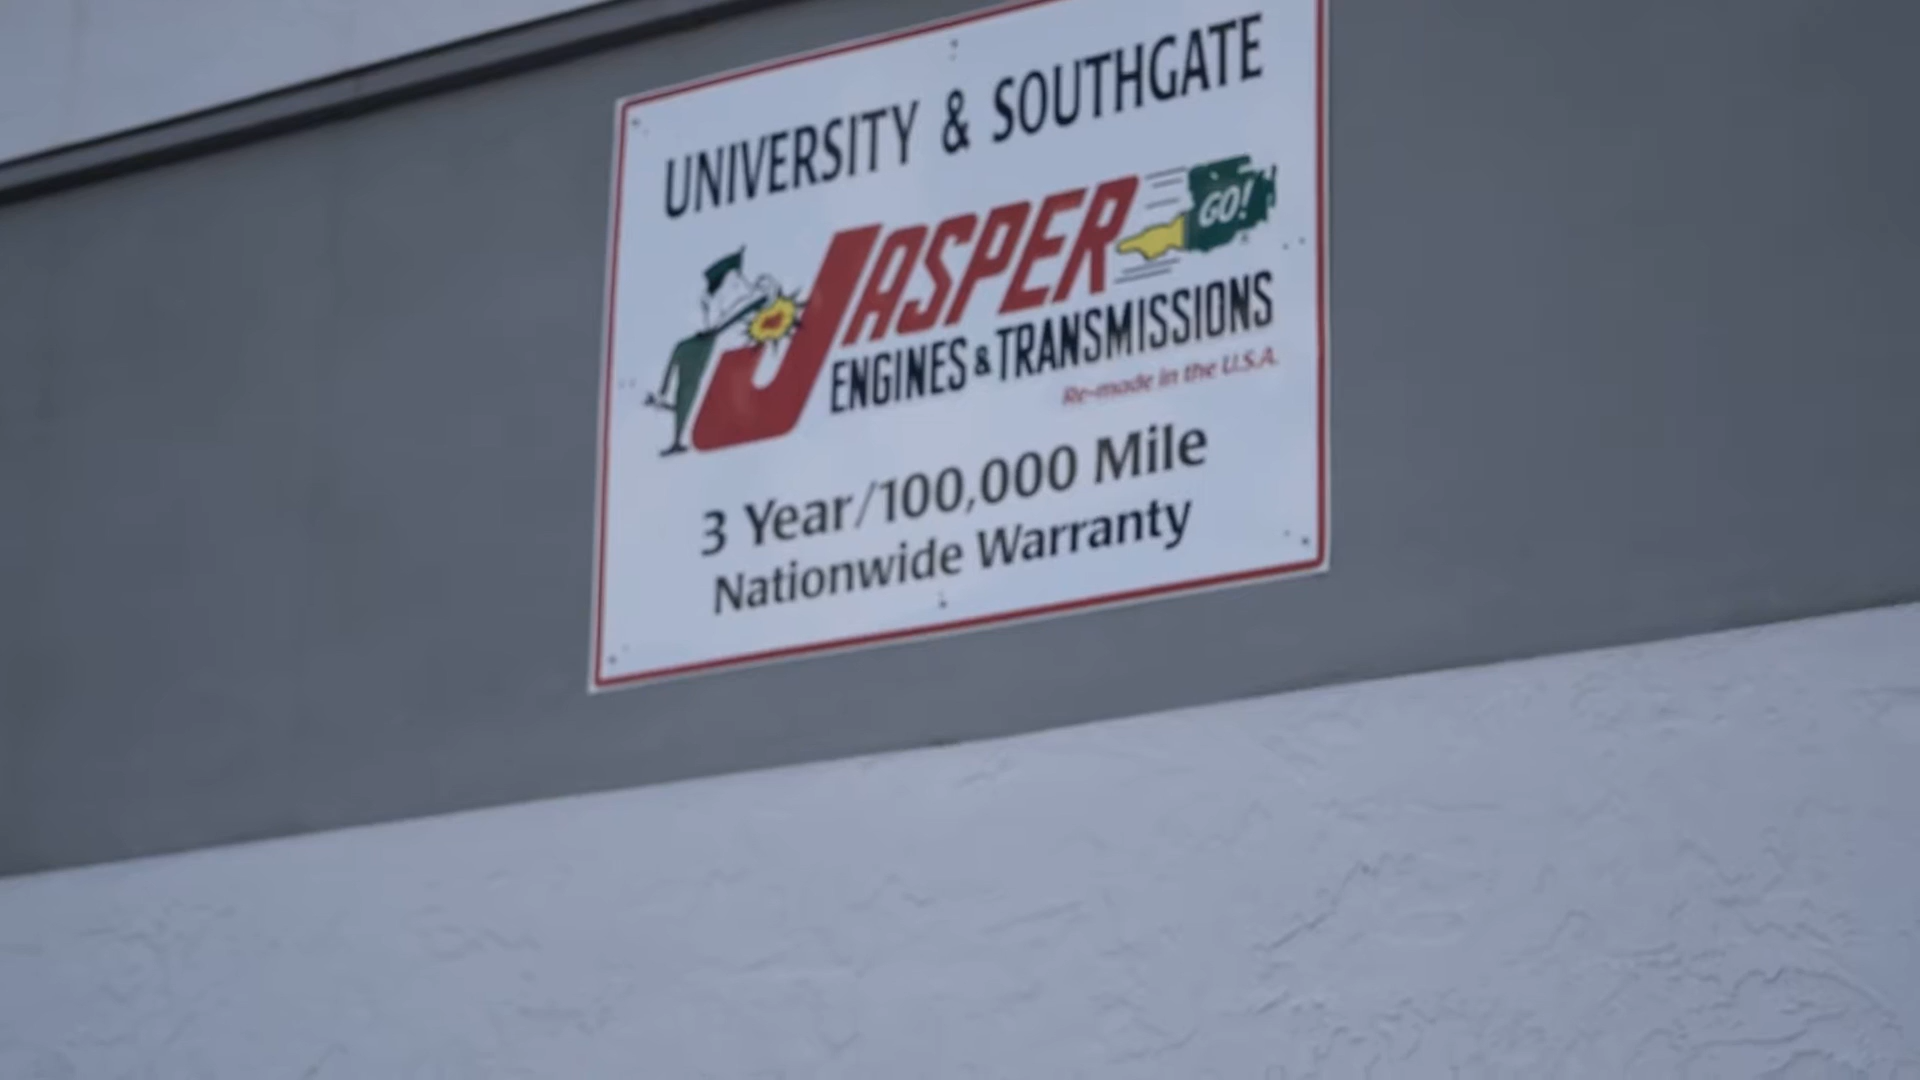 UNIVERSITY & SOUTHGATE
JASPER
GO!
ENGINES & TRANSMISSIONS
Re-made in the U.S.A.
3 Year/100,000 Mile
Nationwide Warranty